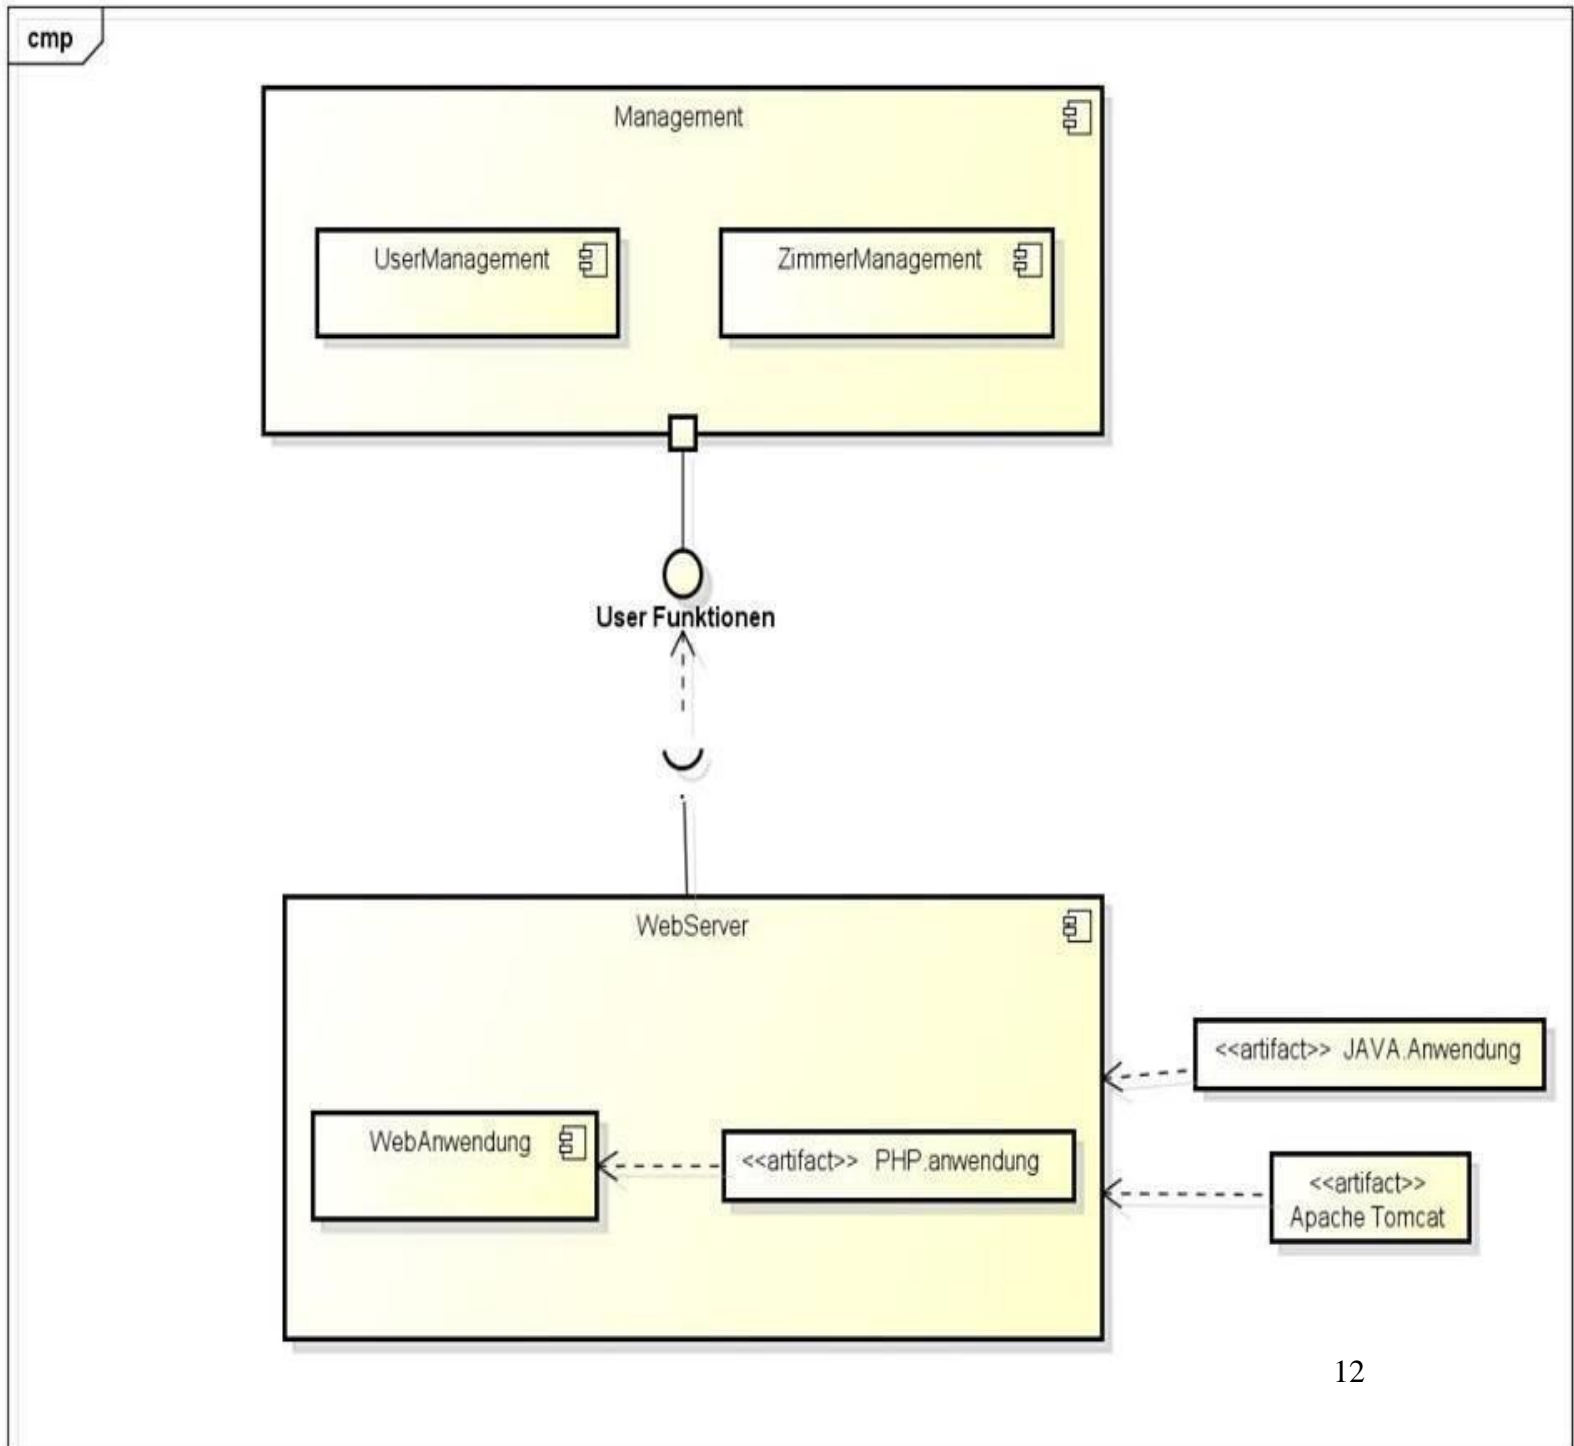 cmp
Management
UserManagement
ZimmerManagement
User Funktionen
WebServer
<<artifact>> JAVA.Anwendung
WebAnwendung
<<artifact>> PHP.anwendung
<<artifact>>
Apache Tomcat
12